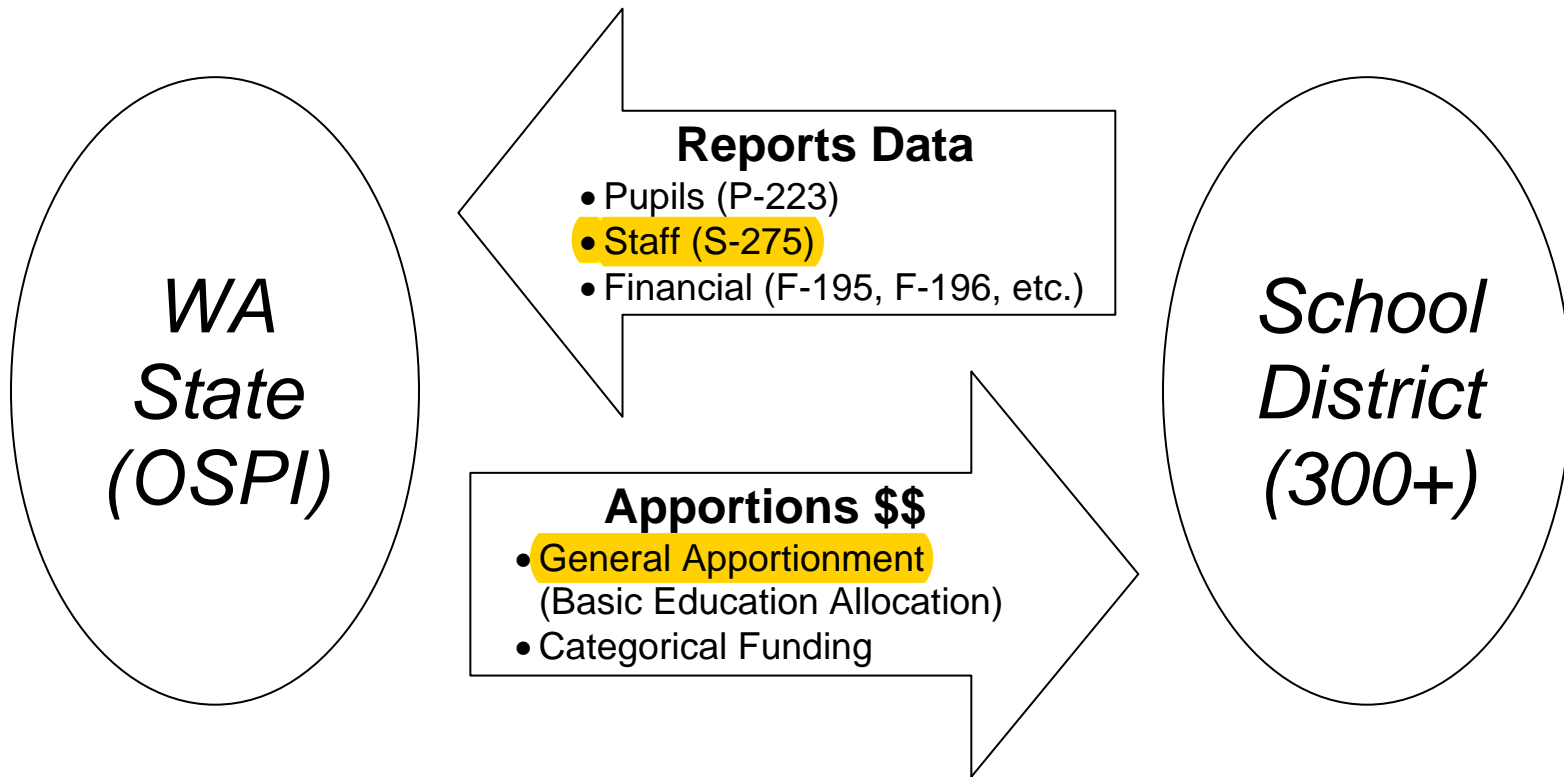 WA
State
(OSPI)
Reports Data
• Pupils (P-223)
• Staff (S-275)
• Financial (F-195, F-196, etc.)
Apportions $$
• General Apportionment
(Basic Education Allocation)
• Categorical Funding
School
District
(300+)